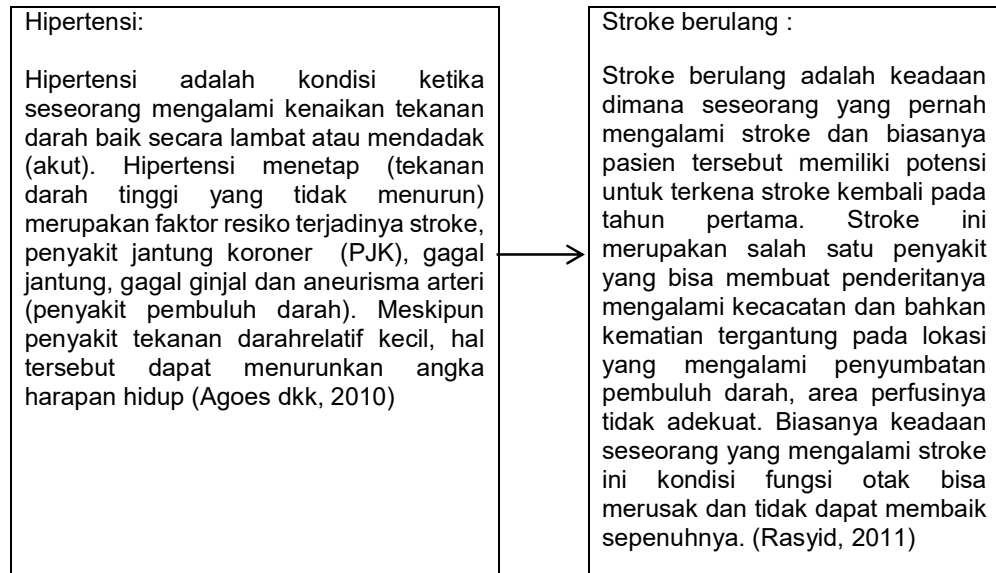 Hipertensi:
Hipertensi adalah kondisi ketika
seseorang mengalami kenaikan tekanan
darah baik secara lambat atau mendadak
(akut). Hipertensi menetap (tekanan
darah tinggi yang tidak menurun)
merupakan faktor resiko terjadinya stroke,
penyakit jantung koroner (PJK), gagal
jantung, gagal ginjal dan aneurisma arteri
(penyakit pembuluh darah). Meskipun
penyakit tekanan darahrelatif kecil, hal
tersebut dapat menurunkan angka
harapan hidup (Agoes dkk, 2010)
Stroke berulang :
Stroke berulang adalah keadaan
dimana seseorang yang pernah
mengalami stroke dan biasanya
pasien tersebut memiliki potensi
untuk terkena stroke kembali pada
tahun pertama. Stroke ini
merupakan salah satu penyakit
yang bisa membuat penderitanya
mengalami kecacatan dan bahkan
kematian tergantung pada lokasi
yang mengalami penyumbatan
pembuluh darah, area perfusinya
tidak adekuat. Biasanya keadaan
seseorang yang mengalami stroke
ini kondisi fungsi otak bisa
merusak dan tidak dapat membaik
sepenuhnya. (Rasyid, 2011)